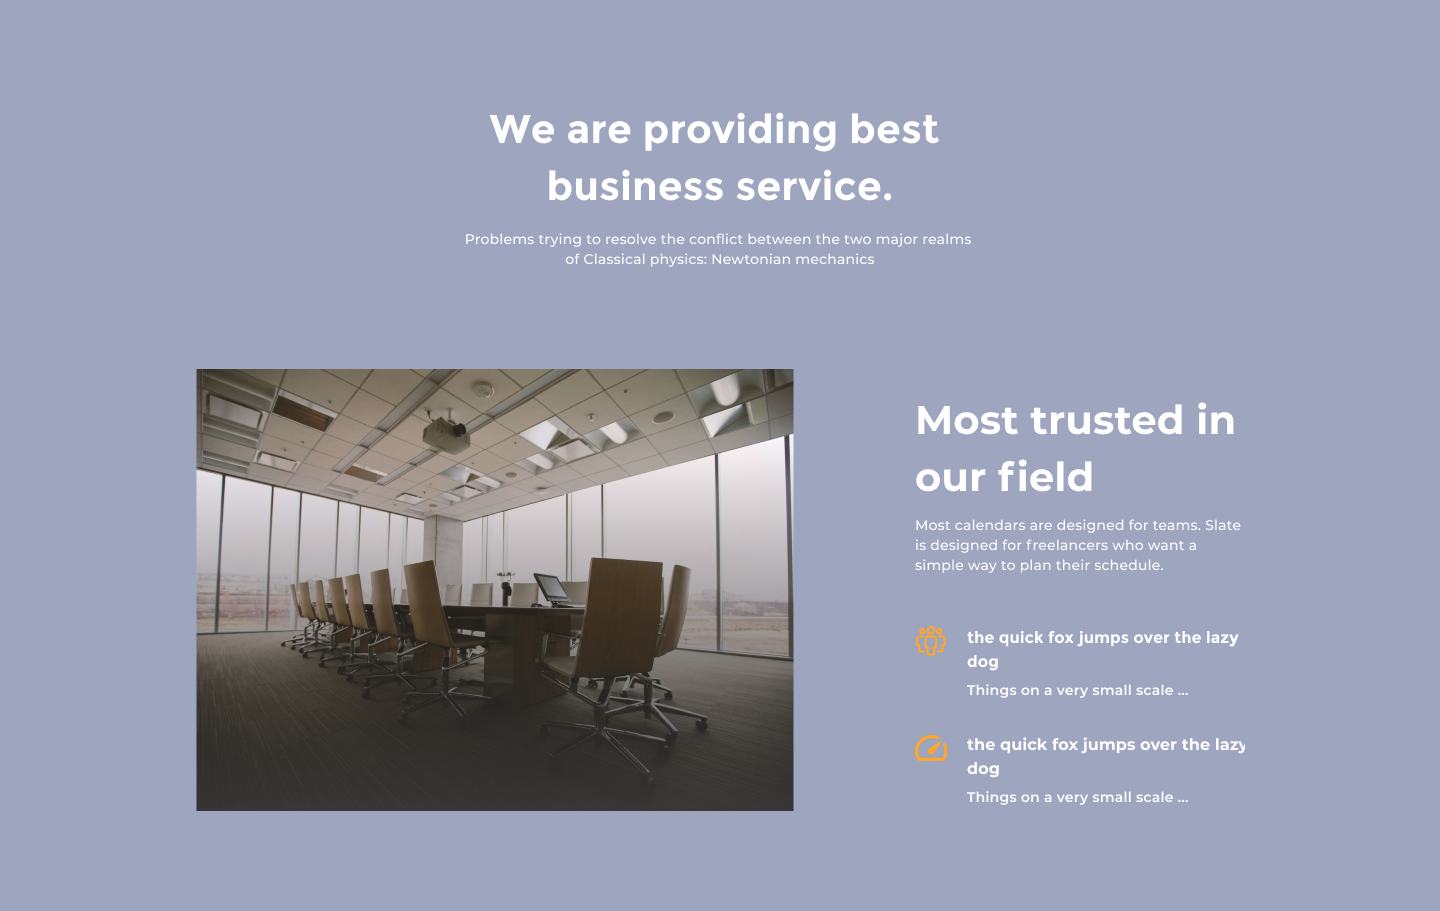 We are providing best
business service.
Problems trying to resolve the conflict between the two major realms
of Classical physics: Newtonian mechanics
Most trusted in
our field
Most calendars are designed for teams. Slate
is designed for freelancers who want a
simple way to plan their schedule.
the quick fox jumps over the lazy
dog
Things on a very small scale ...
the quick fox jumps over the lazy
dog
Things on a very small scale ...